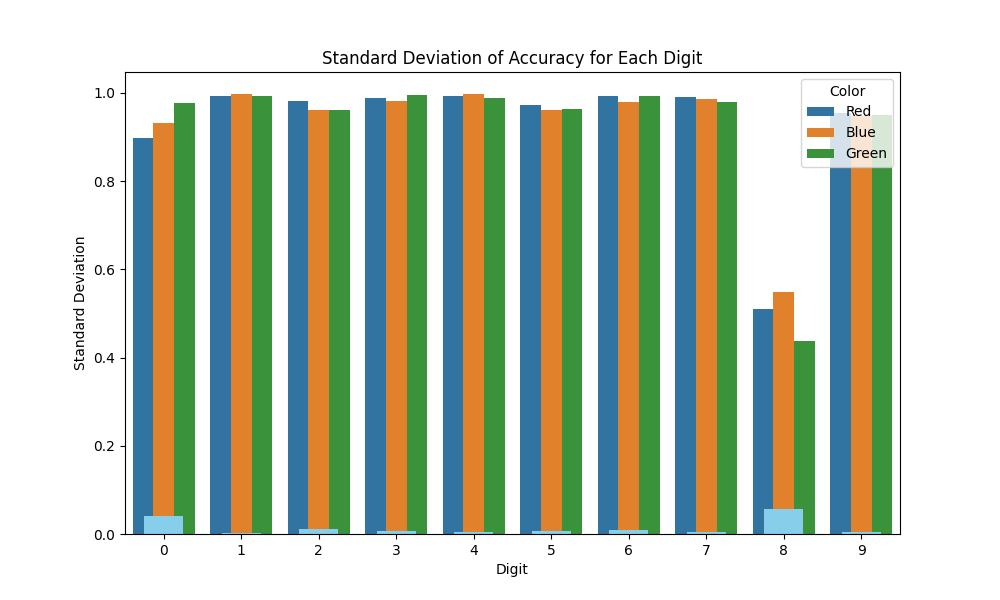 Standard Deviation of Accuracy for Each Digit
Color
Red
Blue
Green
1.0
0.8
0.6
0.4
0.2
0.0
Standard Deviation
0 1 2 3 4 5 6 7 8 9
Digit